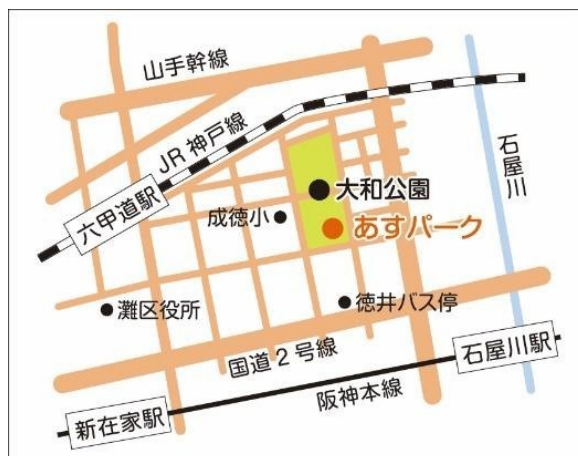 山手幹線
JR神戸線
石屋川
六甲道駅
大和公園
成徳小
あすパーク
灘区役所
徳井バス停
国道2号線
石屋川駅
阪神本線
新在家駅